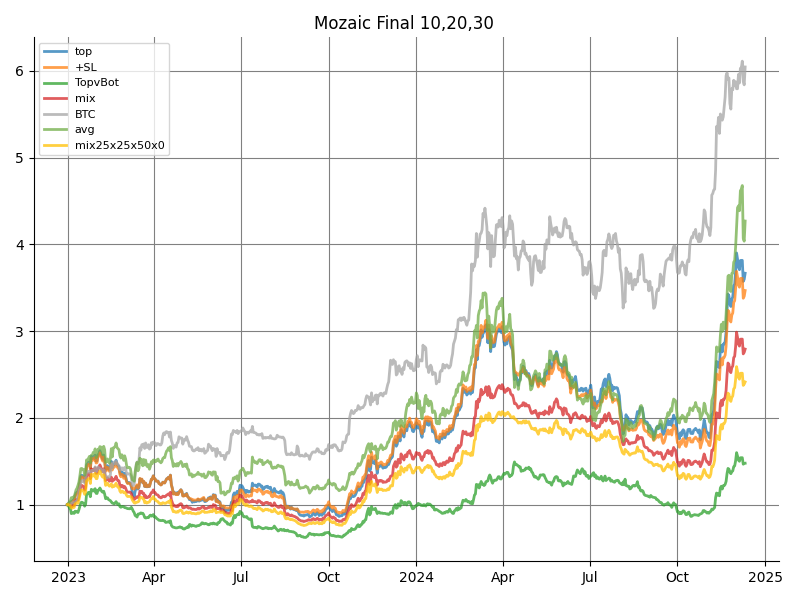 Mozaic Final 10,20,30
top
+SL
TopvBot
mix
BTC
avg
mix25x25x50x0
6
5
4
3
2
1
2023 Apr Jul Oct 2024 Apr Jul Oct 2025